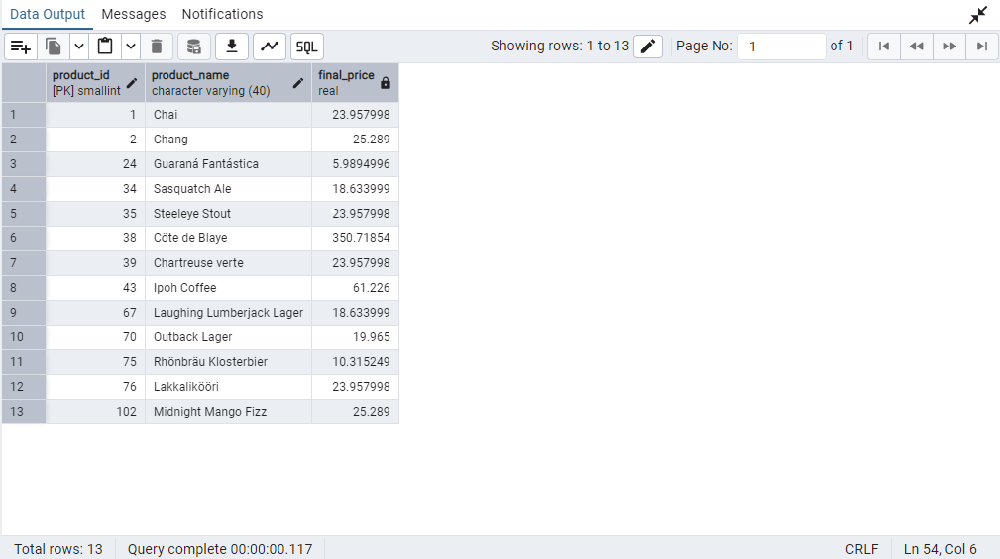 Data Output Messages Notifications
SQL Showing rows: 1 to 13 Page No: 1 of 1
product_id product_name final_price
[PK] smallint character varying (40) real
1 1 Chai 23.957998
2 2 Chang 25.289
3 24 Guaraná Fantástica 5.9894996
4 34 Sasquatch Ale 18.633999
5 35 Steeleye Stout 23.957998
6 38 Côte de Blaye 350.71854
7 39 Chartreuse verte 23.957998
8 43 Ipoh Coffee 61.226
9 67 Laughing Lumberjack Lager 18.633999
10 70 Outback Lager 19.965
11 75 Rhönbräu Klosterbier 10.315249
12 76 Lakkalikööri 23.957998
13 102 Midnight Mango Fizz 25.289
Total rows: 13 Query complete 00:00:00.117 CRLF Ln 54, Col 6